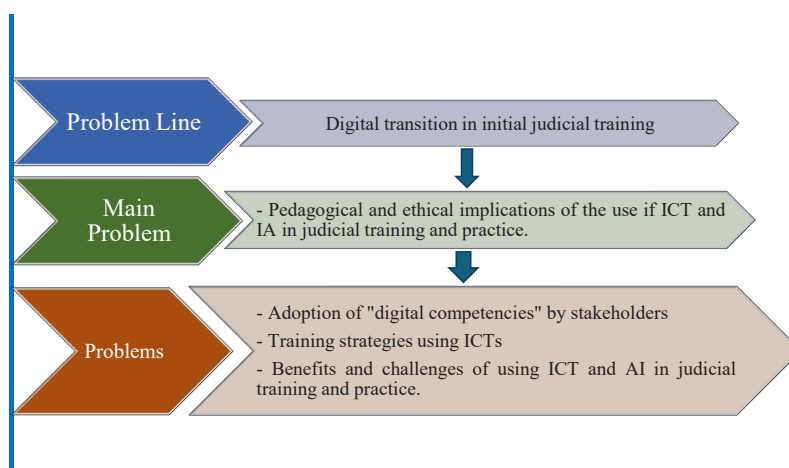 Problem Line
Digital transition in initial judicial training
Main
Problem
- Pedagogical and ethical implications of the use if ICT and
IA in judicial training and practice.
Problems
- Adoption of "digital competencies" by stakeholders
- Training strategies using ICTs
- Benefits and challenges of using ICT and AI in judicial
training and practice.